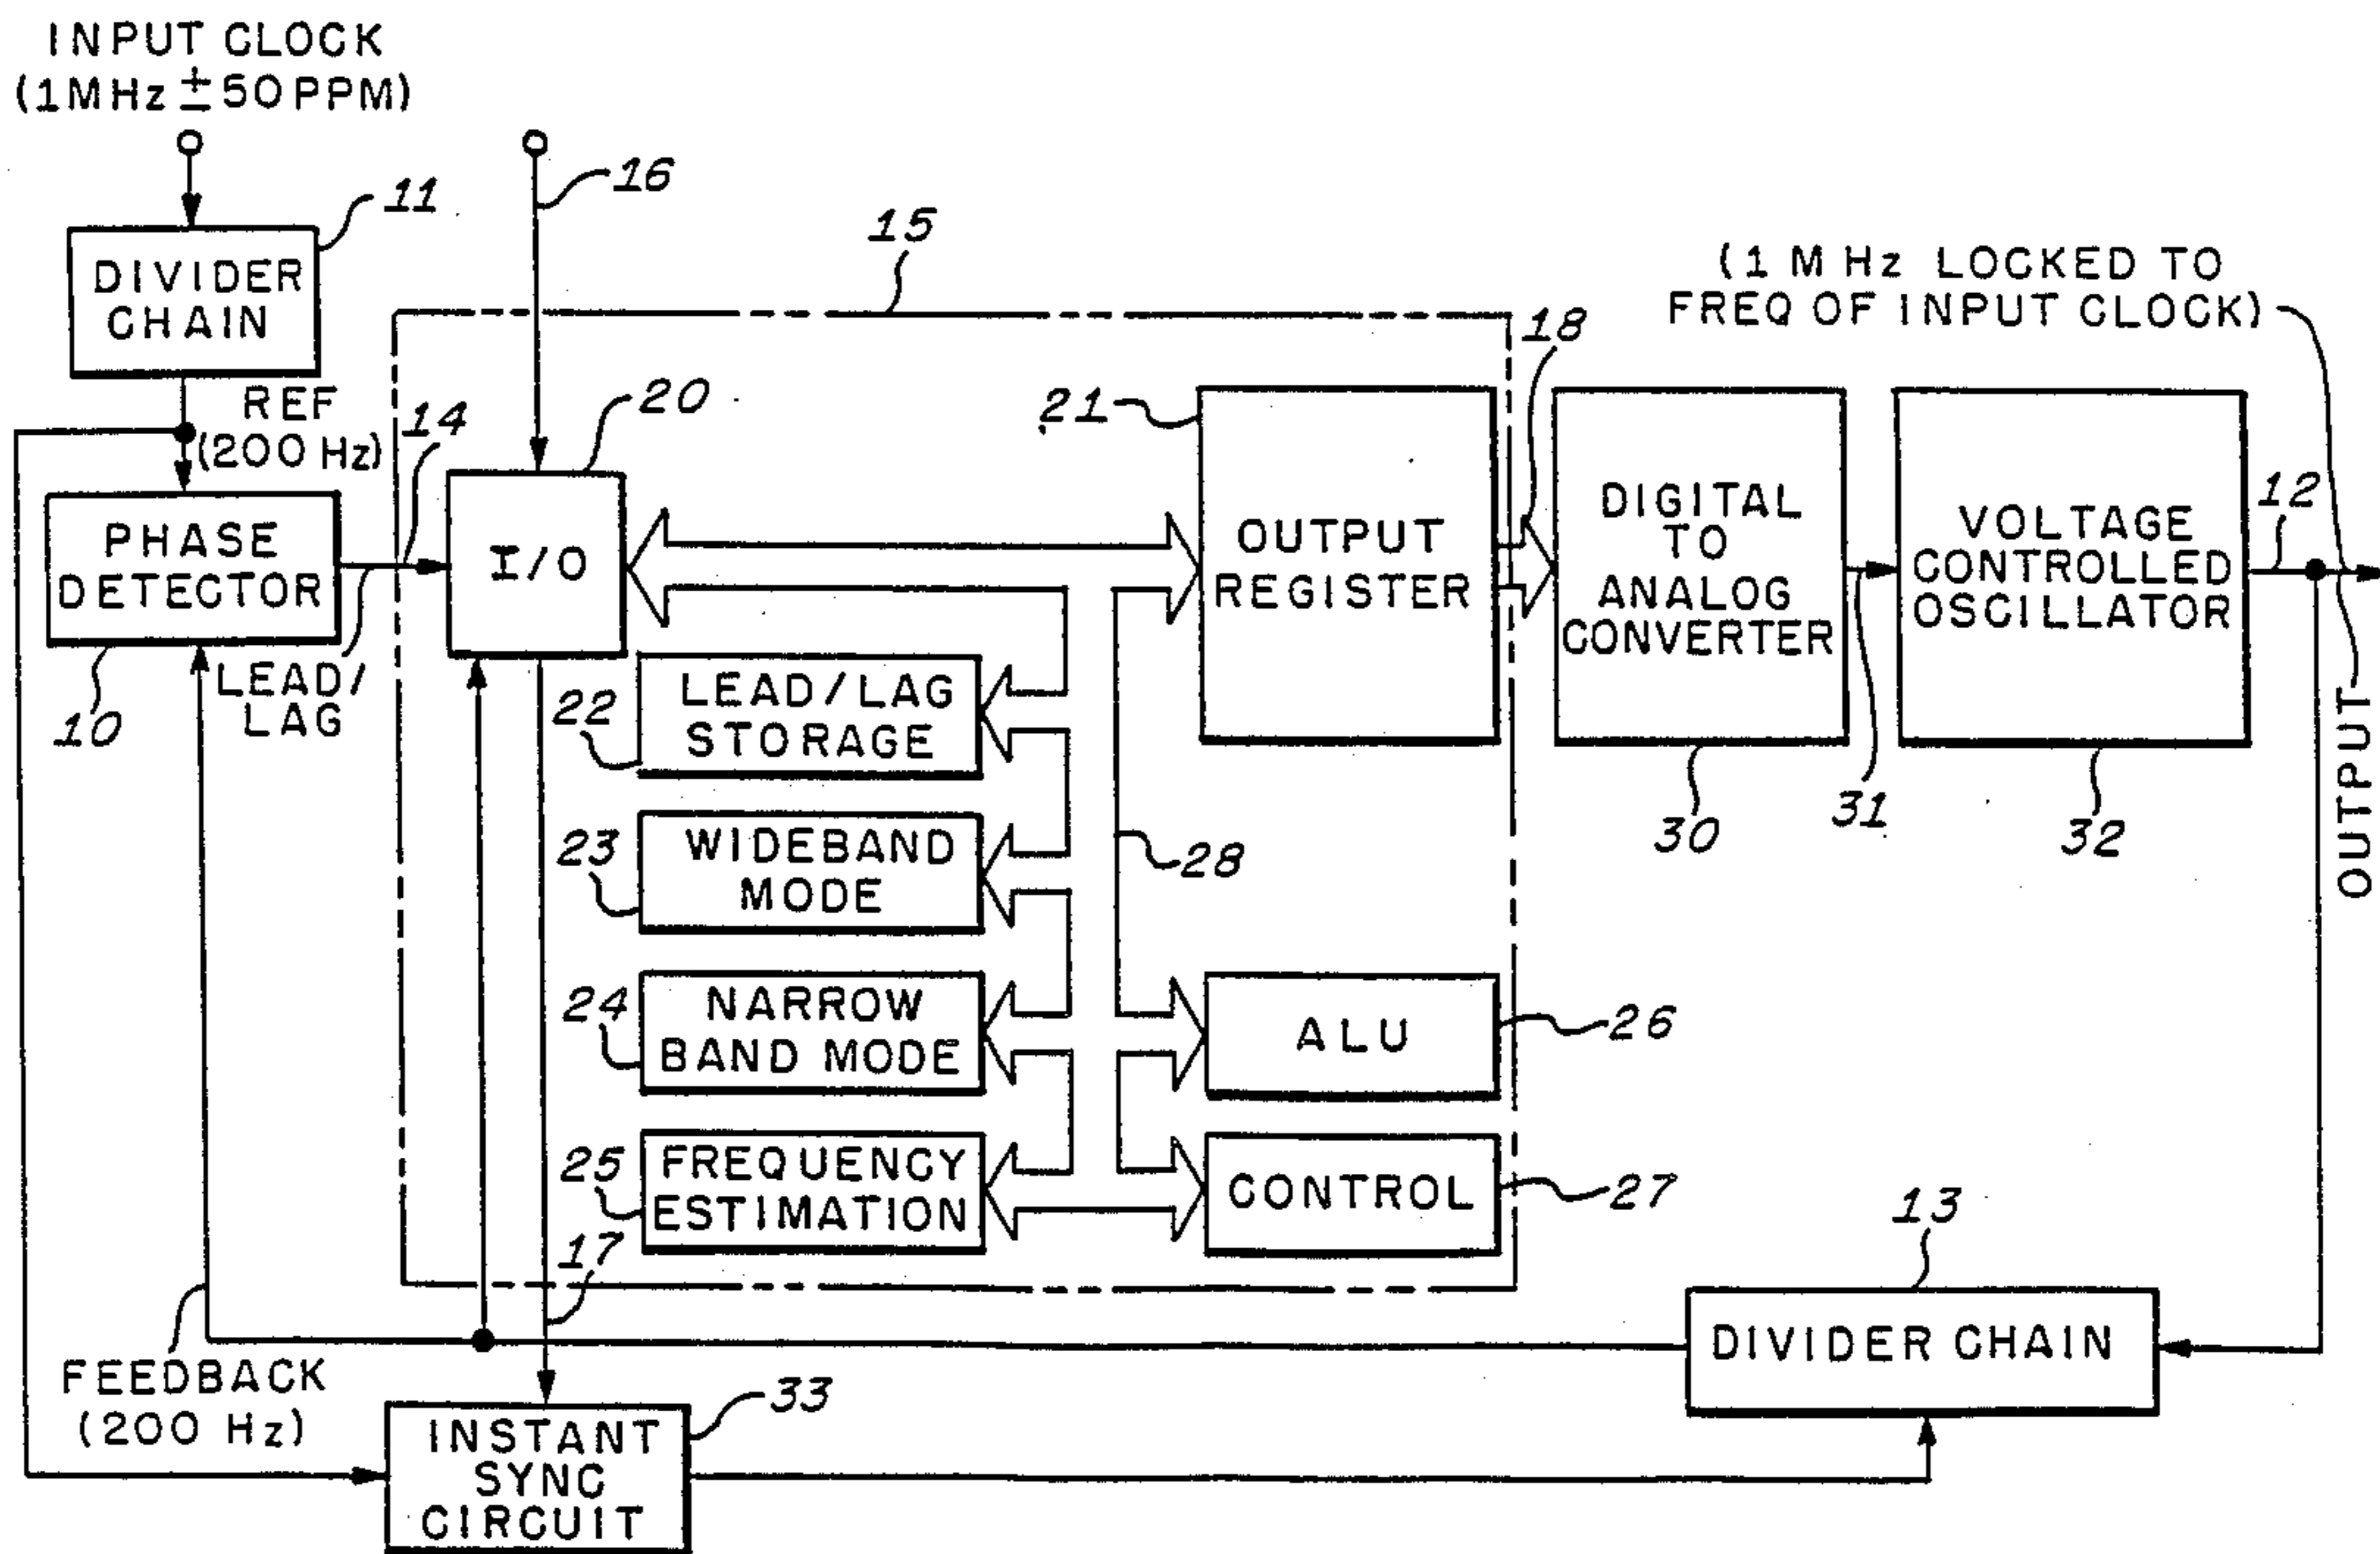 INPUT CLOCK
(1MHz ±50PPM)
16
11
15
DIVIDER
CHAIN
(1 MHz LOCKED TO
FREQ OF INPUT CLOCK)
18
REF
(200 Hz)
14
20
21
12
PHASE
DETECTOR
I/O
OUTPUT
REGISTER
DIGITAL
TO
ANALOG
CONVERTER
VOLTAGE
CONTROLLED
OSCILLATOR
LEAD/
LAG
10
22
LEAD/LAG
STORAGE
30
31
32
OUTPUT
23
WIDEBAND
MODE
28
24
NARROW
BAND MODE
ALU
26
25
FREQUENCY
ESTIMATION
CONTROL
27
17
13
DIVIDER CHAIN
FEEDBACK
(200 Hz)
33
INSTANT
SYNC
CIRCUIT